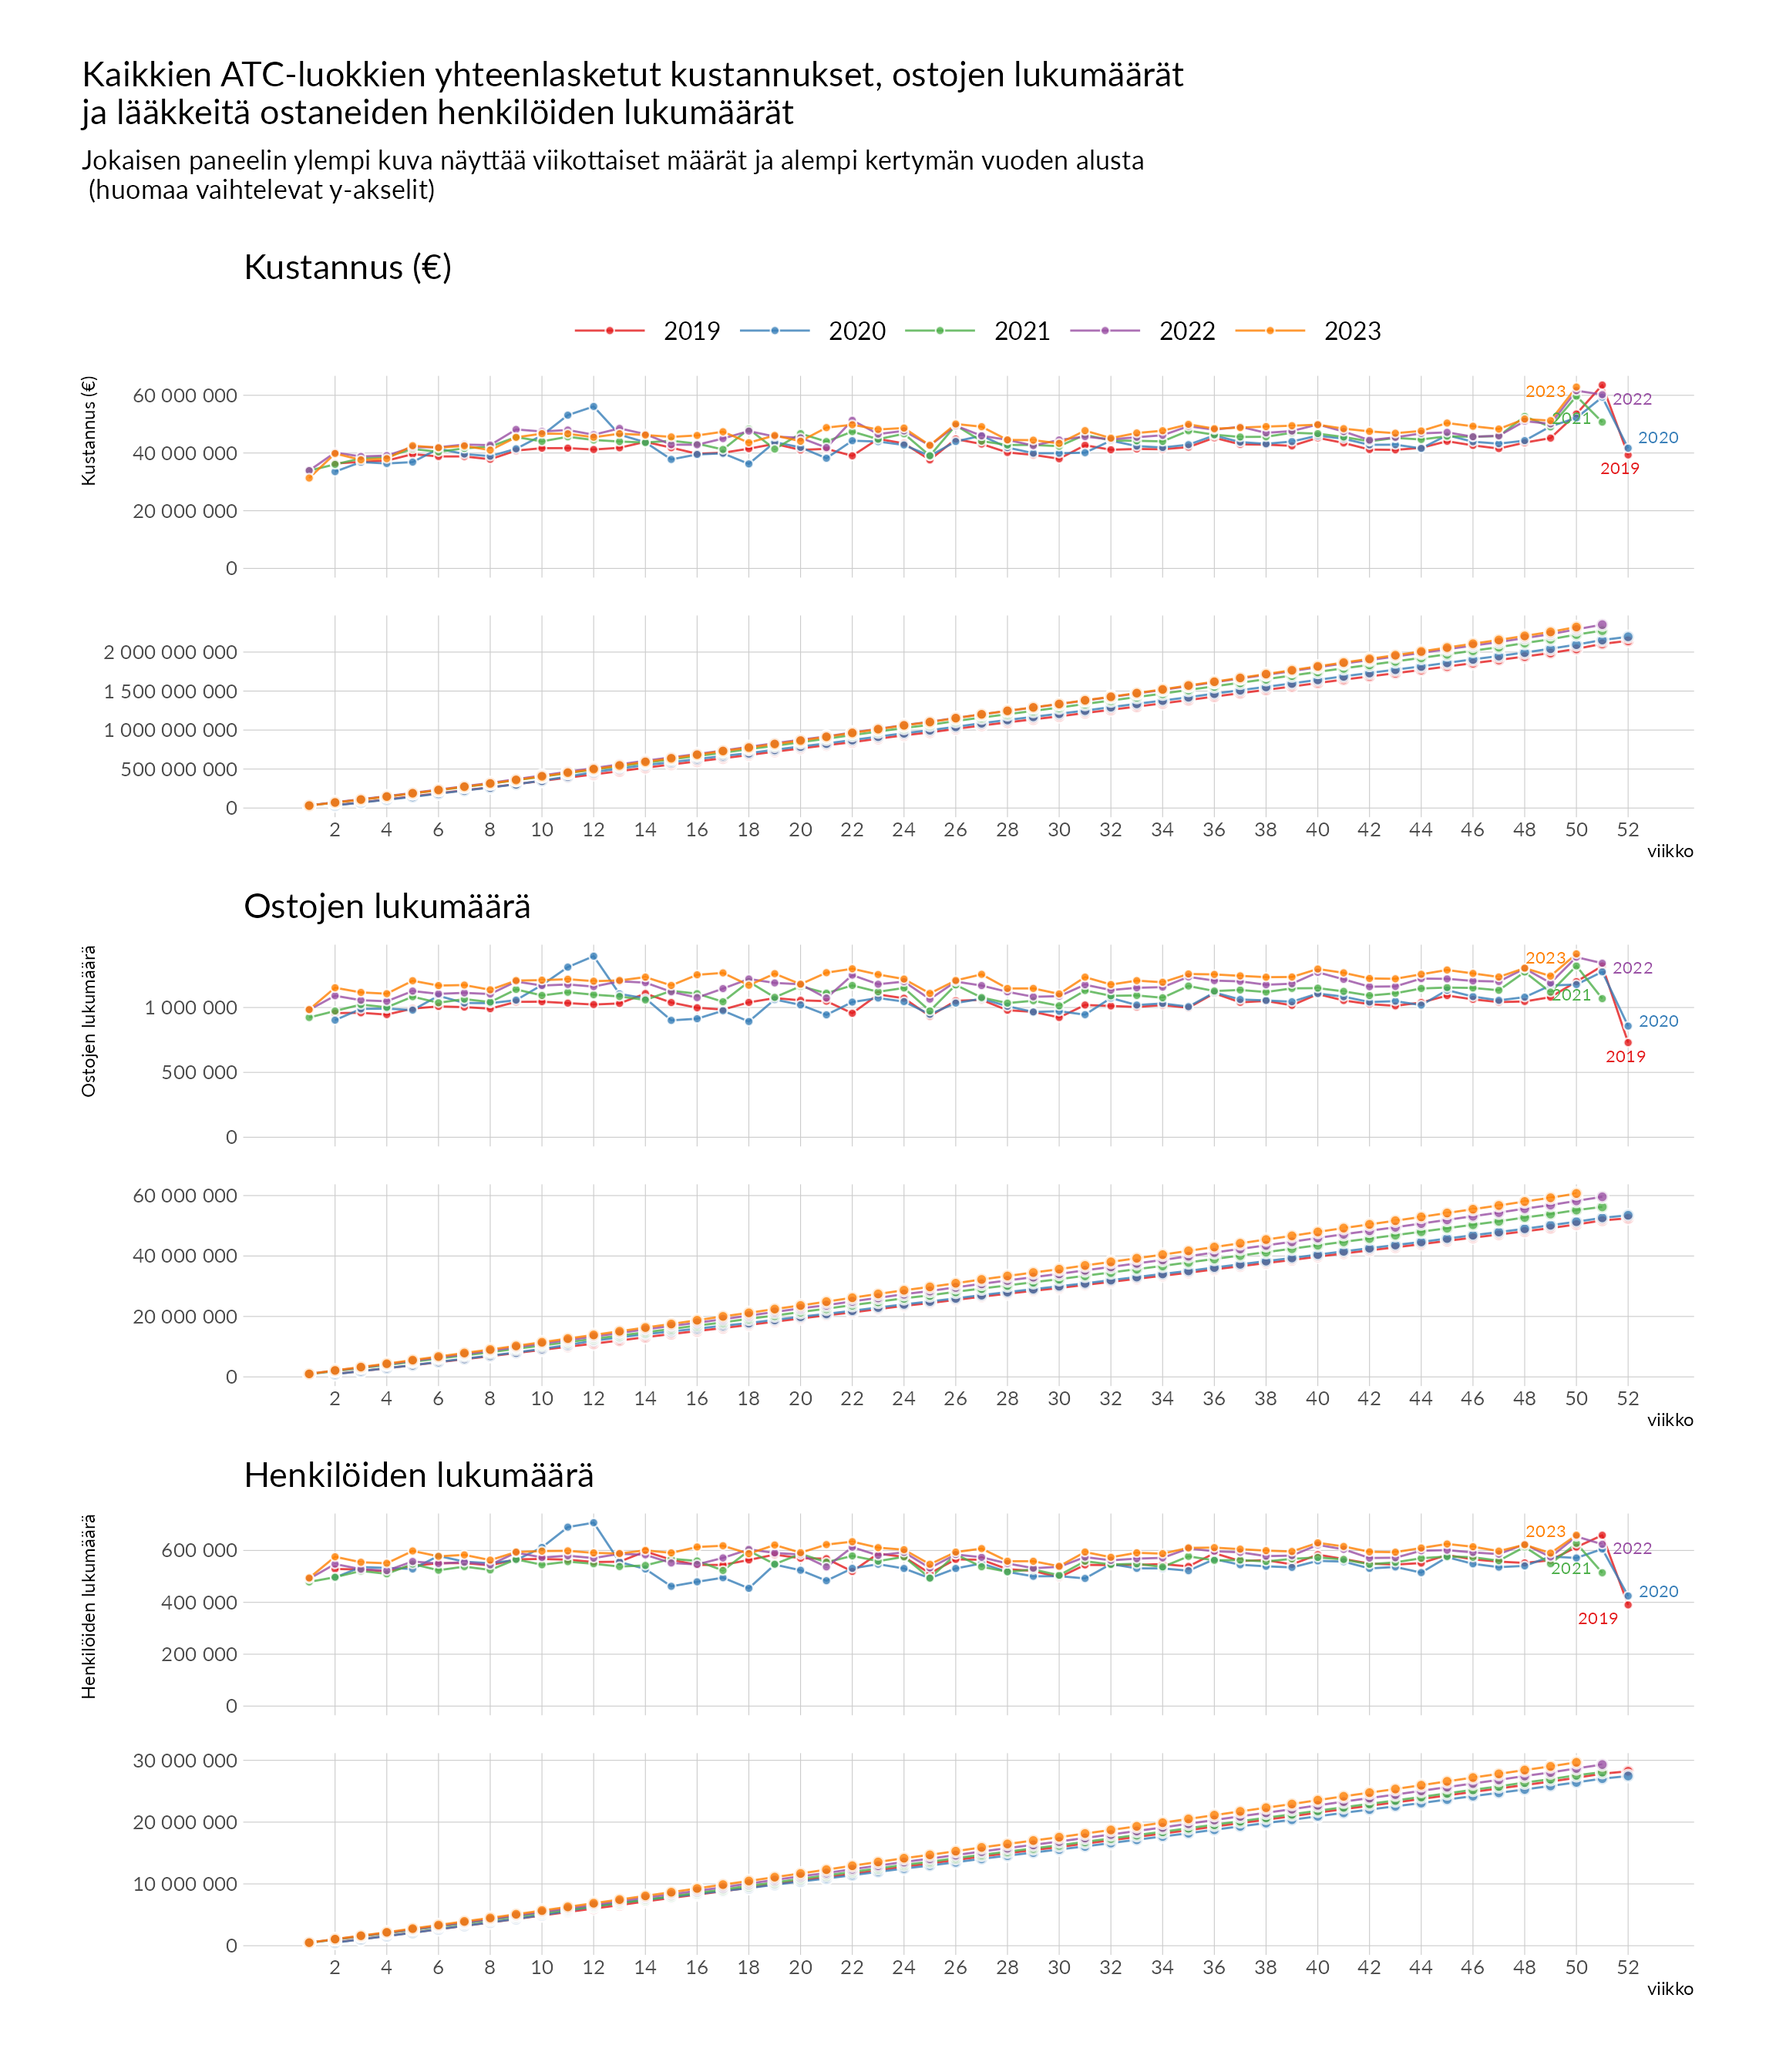 Kaikkien ATC-luokkien yhteenlasketut kustannukset, ostojen lukumäärät
ja lääkkeitä ostaneiden henkilöiden lukumäärät
Jokaisen paneelin ylempi kuva näyttää viikottaiset määrät ja alempi kertymän vuoden alusta
(huomaa vaihtelevat y-akselit)
Kustannus (€)
2019 2020 2021 2022 2023
Kustannus (€)
60 000 000
40 000 000
20 000 000
0
2023
2022
2021
2020
2019
2 000 000 000
1 500 000 000
1 000 000 000
500 000 000
0
2 4 6 8 10 12 14 16 18 20 22 24 26 28 30 32 34 36 38 40 42 44 46 48 50 52
viikko
Ostojen lukumäärä
Ostojen lukumäärä
1 000 000
500 000
0
2023
2022
2021
2020
2019
60 000 000
40 000 000
20 000 000
0
2 4 6 8 10 12 14 16 18 20 22 24 26 28 30 32 34 36 38 40 42 44 46 48 50 52
viikko
Henkilöiden lukumäärä
Henkilöiden lukumäärä
600 000
400 000
200 000
0
2023
2022
2021
2020
2019
30 000 000
20 000 000
10 000 000
0
2 4 6 8 10 12 14 16 18 20 22 24 26 28 30 32 34 36 38 40 42 44 46 48 50 52
viikko